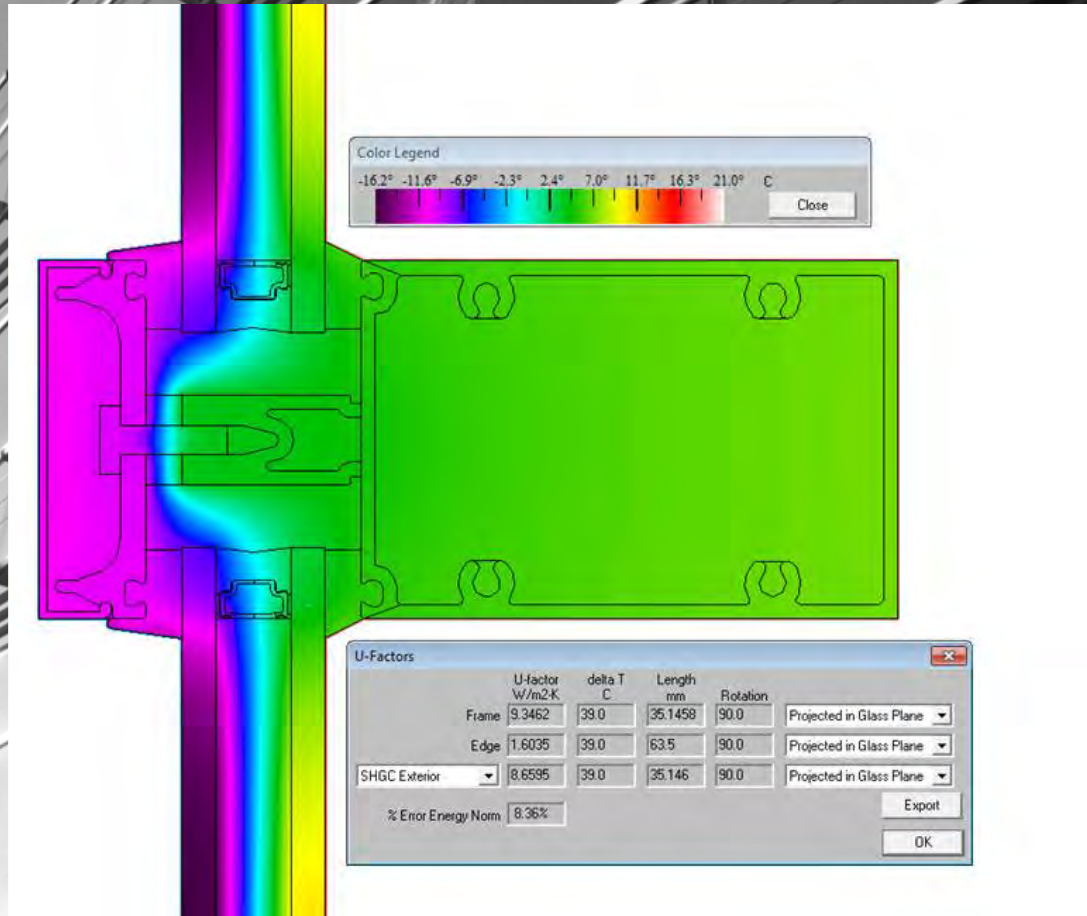 Color Legend
-16.2° -11.6° -6.9° -2.3° 2.4° 7.0° 11.7° 16.3° 21.0° C
Close
U-Factors
U-factor delta T Length
W/m2-K C mm Rotation
Frame 9.3462 39.0 35.1458 90.0 Projected in Glass Plane
Edge 1.6035 39.0 63.5 90.0 Projected in Glass Plane
SHGC Exterior 8.6595 39.0 35.146 90.0 Projected in Glass Plane
% Error Energy Norm 8.36%
Export
OK